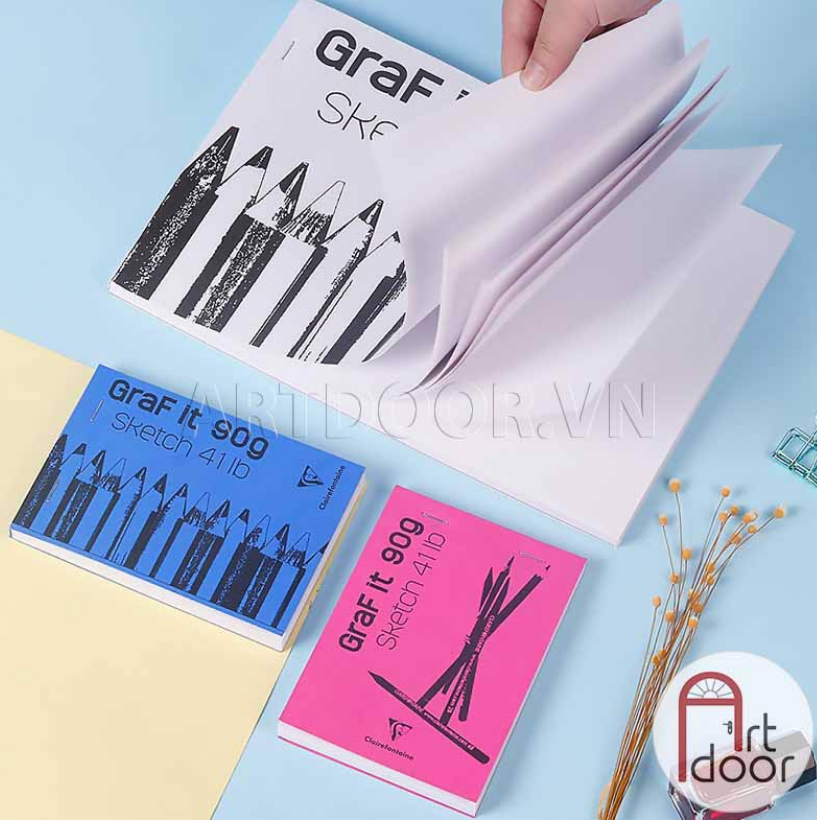 GraF it
Ske
ARTDOOR.VN
GraF it 90g
Sketch 41 lb
Clairefontaine
GraF it 90g
Sketch 41 lb
Clairefontaine
Art
door